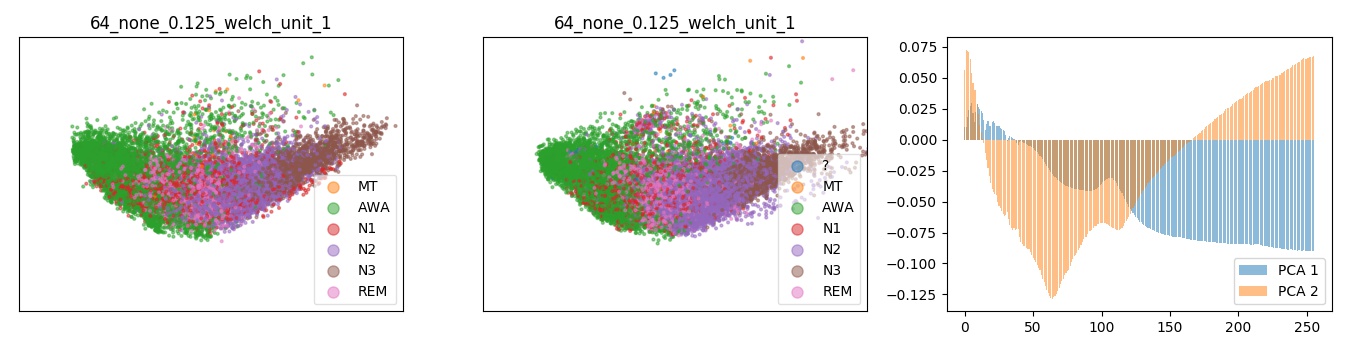 64_none_0.125_welch_unit_1
MT
AWA
N1
N2
N3
REM
64_none_0.125_welch_unit_1
?
MT
AWA
N1
N2
N3
REM
0.075
0.050
0.025
0.000
−0.025
−0.050
−0.075
−0.100
−0.125
0 50 100 150 200 250
PCA 1
PCA 2